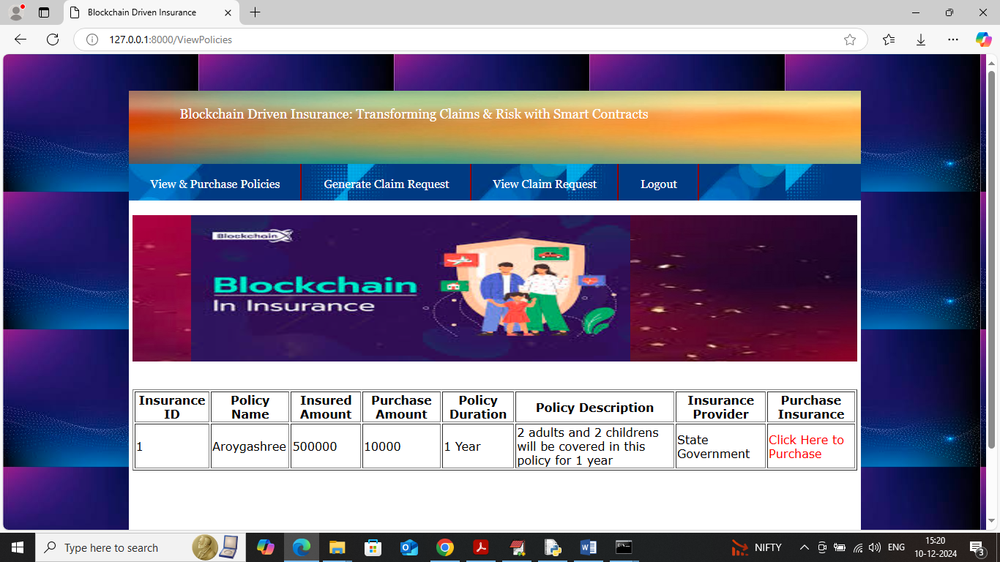 Blockchain Driven Insurance
127.0.0.1:8000/ViewPolicies
Blockchain Driven Insurance: Transforming Claims & Risk with Smart Contracts
View & Purchase Policies
Generate Claim Request
View Claim Request
Logout
Blockchain
Blockchain
In Insurance
Insurance
ID
Policy
Name
Insured
Amount
Purchase
Amount
Policy
Duration
Policy Description
Insurance
Provider
Purchase
Insurance
1
Aroygashree
500000
10000
1 Year
2 adults and 2 childrens
will be covered in this
policy for 1 year
State
Government
Click Here to
Purchase
Type here to search
NIFTY
ENG
15:20
10-12-2024
3